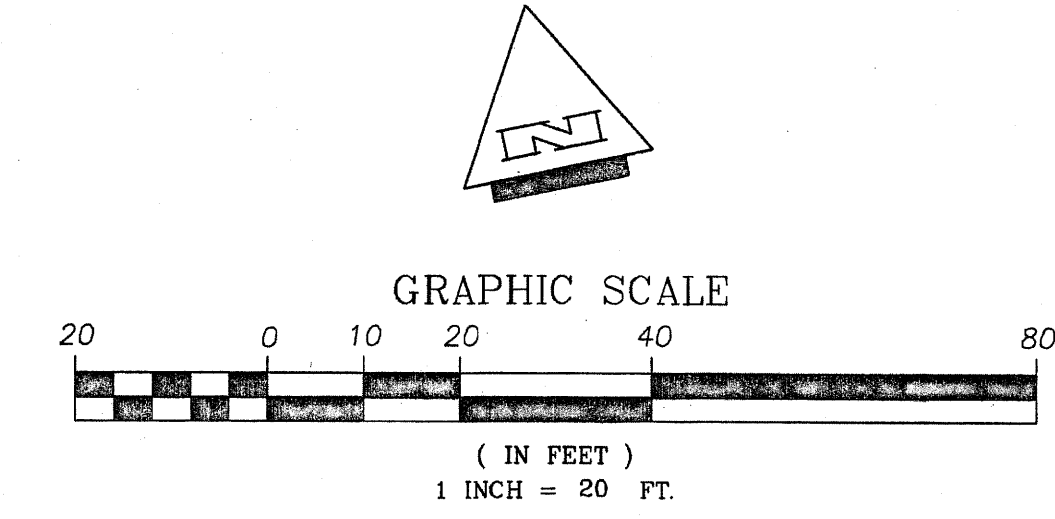 N
GRAPHIC SCALE
20 0 10 20 40 80
( IN FEET )
1 INCH = 20 FT.